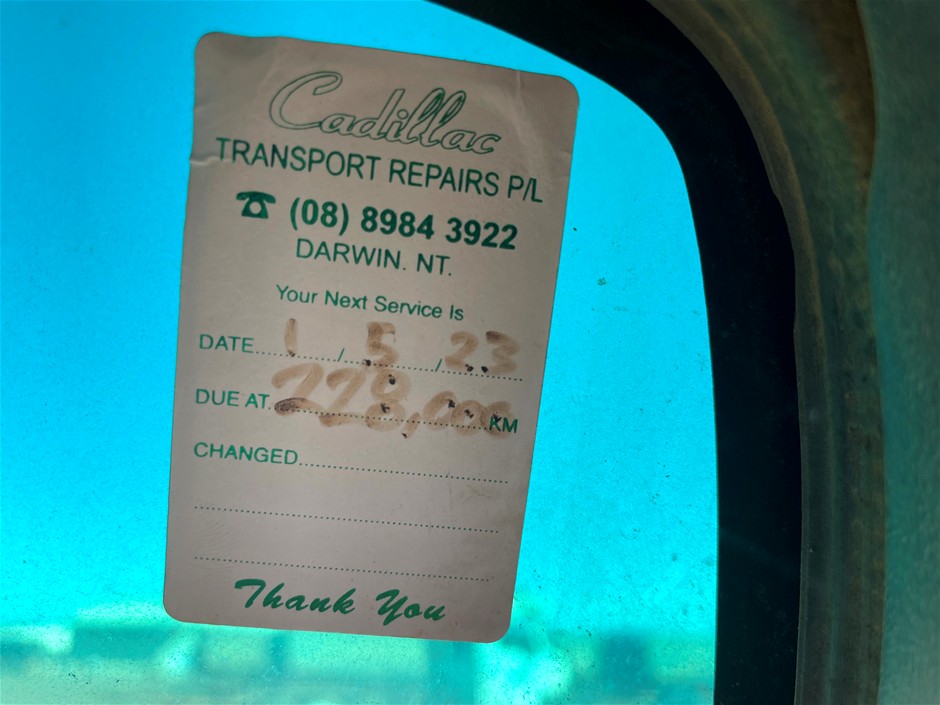 Cadillac
TRANSPORT REPAIRS P/L
☎ (08) 8984 3922
DARWIN. NT.
Your Next Service Is
DATE......1....../......5....../......23......
DUE AT......228,000......KM
CHANGED......
Thank You